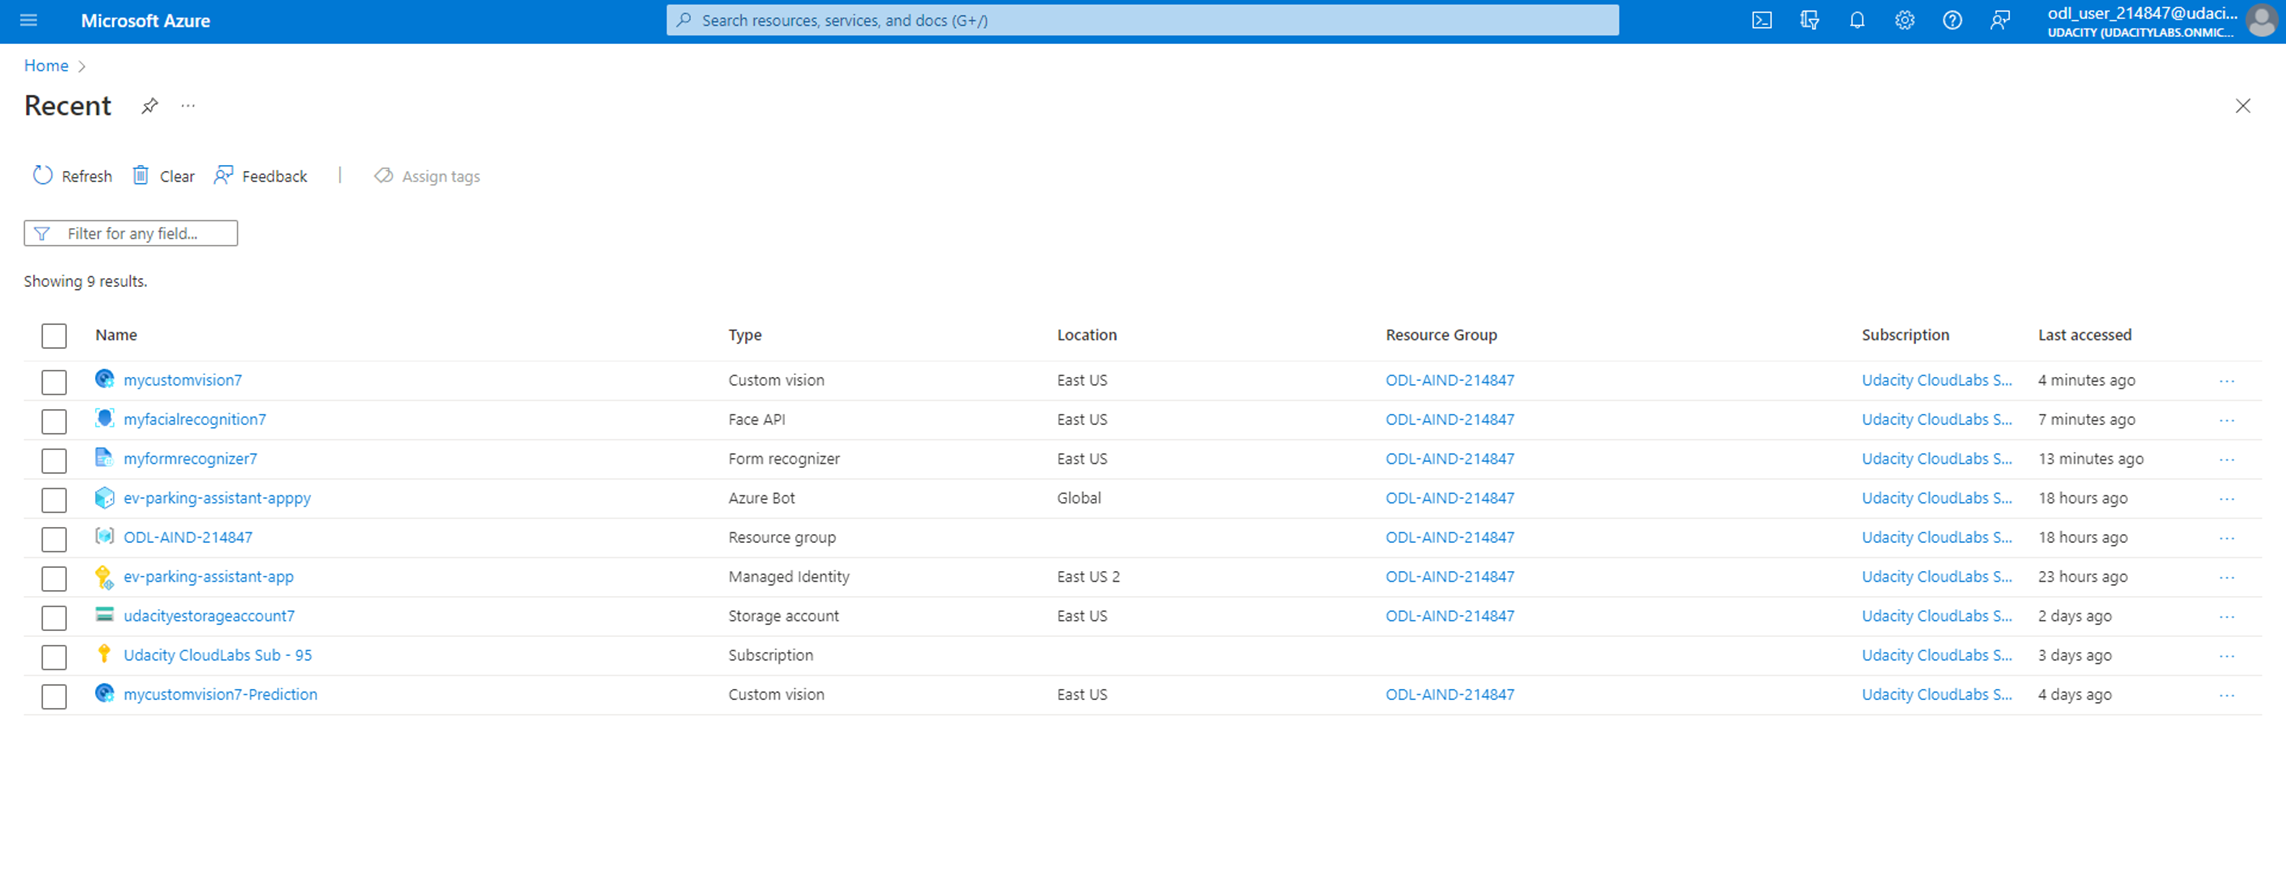 Microsoft Azure
Search resources, services, and docs (G+/)
odl_user_214847@udaci...
UDACITY (UDACITYLABS.ONMIC...
Home
Recent
Refresh Clear Feedback | Assign tags
Filter for any field...
Showing 9 results.
Name Type Location Resource Group Subscription Last accessed
mycustomvision7 Custom vision East US ODL-AIND-214847 Udacity CloudLabs S... 4 minutes ago
myfacialrecognition7 Face API East US ODL-AIND-214847 Udacity CloudLabs S... 7 minutes ago
myformrecognizer7 Form recognizer East US ODL-AIND-214847 Udacity CloudLabs S... 13 minutes ago
ev-parking-assistant-apppy Azure Bot Global ODL-AIND-214847 Udacity CloudLabs S... 18 hours ago
ODL-AIND-214847 Resource group ODL-AIND-214847 Udacity CloudLabs S... 18 hours ago
ev-parking-assistant-app Managed Identity East US 2 ODL-AIND-214847 Udacity CloudLabs S... 23 hours ago
udacityestorageaccount7 Storage account East US ODL-AIND-214847 Udacity CloudLabs S... 2 days ago
Udacity CloudLabs Sub - 95 Subscription Udacity CloudLabs S... 3 days ago
mycustomvision7-Prediction Custom vision East US ODL-AIND-214847 Udacity CloudLabs S... 4 days ago